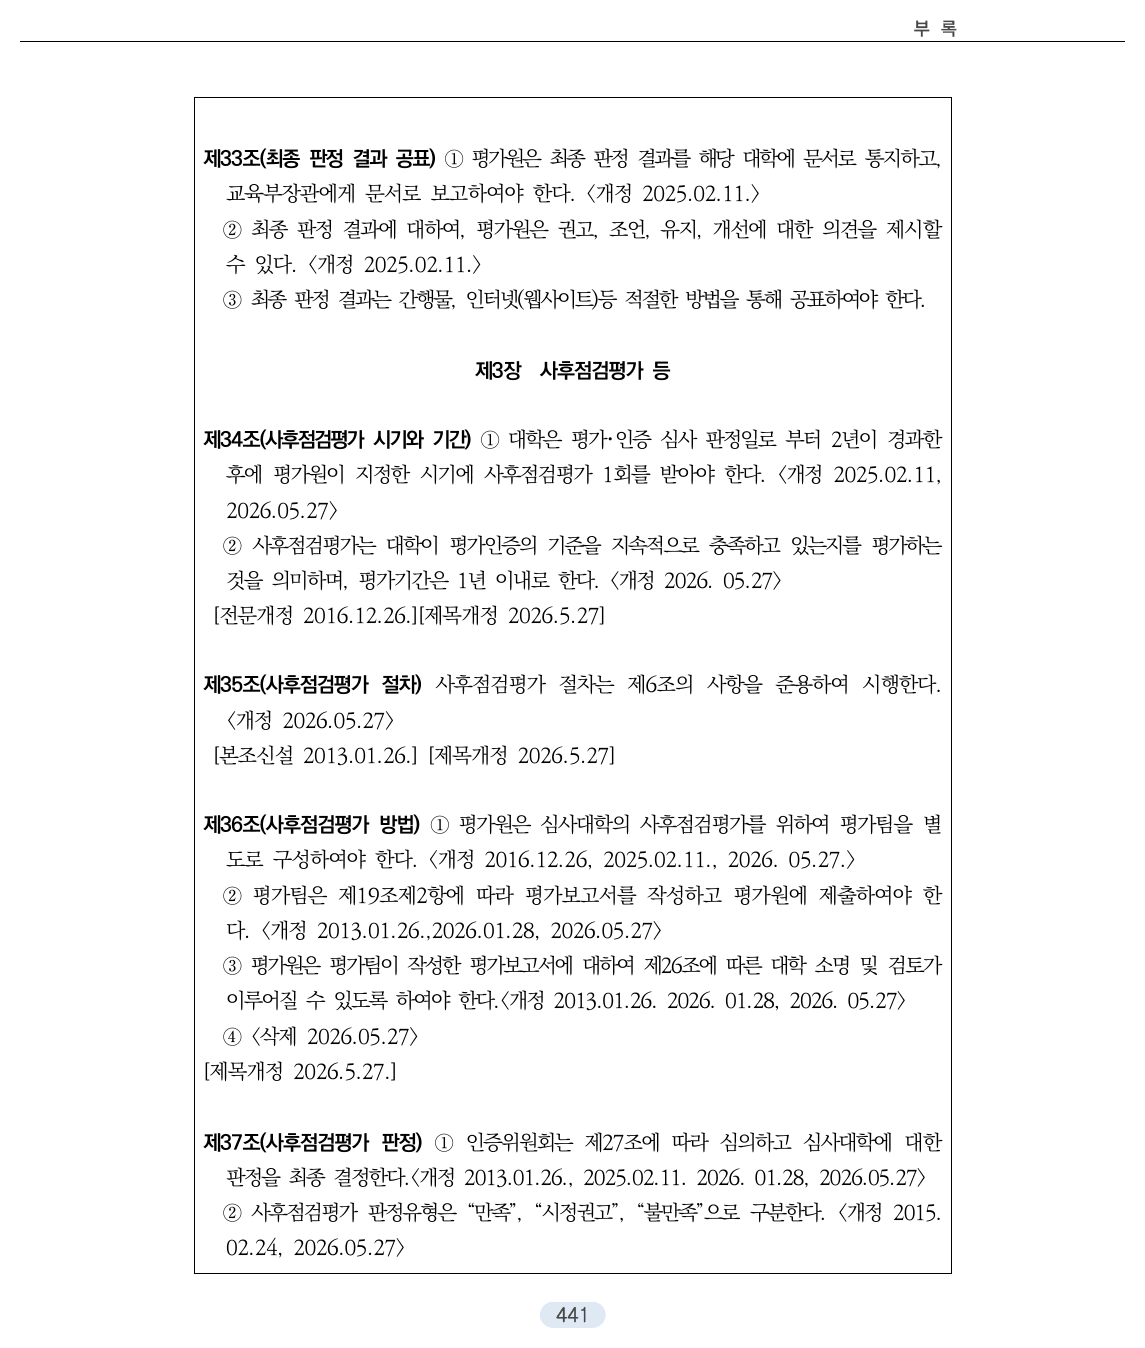 부 록
제33조(최종 판정 결과 공표) ① 평가원은 최종 판정 결과를 해당 대학에 문서로 통지하고,
교육부장관에게 문서로 보고하여야 한다. 〈개정 2025.02.11.〉
② 최종 판정 결과에 대하여, 평가원은 권고, 조언, 유지, 개선에 대한 의견을 제시할
수 있다. 〈개정 2025.02.11.〉
③ 최종 판정 결과는 간행물, 인터넷(웹사이트)등 적절한 방법을 통해 공표하여야 한다.
제3장 사후점검평가 등
제34조(사후점검평가 시기와 기간) ① 대학은 평가·인증 심사 판정일로 부터 2년이 경과한
후에 평가원이 지정한 시기에 사후점검평가 1회를 받아야 한다. 〈개정 2025.02.11,
2026.05.27〉
② 사후점검평가는 대학이 평가인증의 기준을 지속적으로 충족하고 있는지를 평가하는
것을 의미하며, 평가기간은 1년 이내로 한다. 〈개정 2026. 05.27〉
[전문개정 2016.12.26.][제목개정 2026.5.27]
제35조(사후점검평가 절차) 사후점검평가 절차는 제6조의 사항을 준용하여 시행한다.
〈개정 2026.05.27〉
[본조신설 2013.01.26.] [제목개정 2026.5.27]
제36조(사후점검평가 방법) ① 평가원은 심사대학의 사후점검평가를 위하여 평가팀을 별
도로 구성하여야 한다. 〈개정 2016.12.26, 2025.02.11., 2026. 05.27.〉
② 평가팀은 제19조제2항에 따라 평가보고서를 작성하고 평가원에 제출하여야 한
다. 〈개정 2013.01.26.,2026.01.28, 2026.05.27〉
③ 평가원은 평가팀이 작성한 평가보고서에 대하여 제26조에 따른 대학 소명 및 검토가
이루어질 수 있도록 하여야 한다.〈개정 2013.01.26. 2026. 01.28, 2026. 05.27〉
④ 〈삭제 2026.05.27〉
[제목개정 2026.5.27.]
제37조(사후점검평가 판정) ① 인증위원회는 제27조에 따라 심의하고 심사대학에 대한
판정을 최종 결정한다.〈개정 2013.01.26., 2025.02.11. 2026. 01.28, 2026.05.27〉
② 사후점검평가 판정유형은 “만족”, “시정권고”, “불만족”으로 구분한다. 〈개정 2015.
02.24, 2026.05.27〉
441